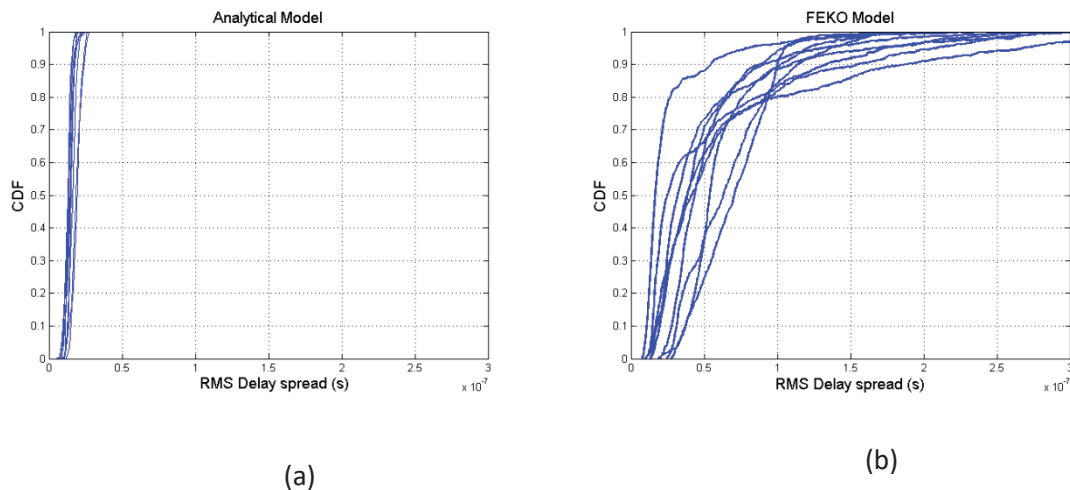 Analytical Model
1
0.9
0.8
0.7
0.6
0.5
0.4
0.3
0.2
0.1
0
CDF
0 0.5 1 1.5 2 2.5 3
x 10⁻⁷
RMS Delay spread (s)
(a)
FEKO Model
1
0.9
0.8
0.7
0.6
0.5
0.4
0.3
0.2
0.1
0
CDF
0 0.5 1 1.5 2 2.5 3
x 10⁻⁷
RMS Delay spread (s)
(b)